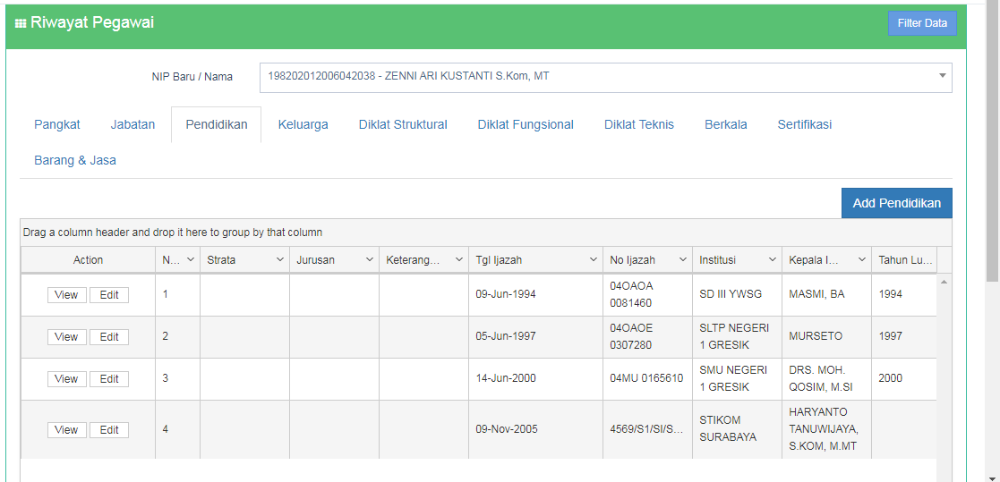 Riwayat Pegawai
Filter Data
NIP Baru / Nama
198202012006042038 - ZENNI ARI KUSTANTI S.Kom, MT
Pangkat Jabatan Pendidikan Keluarga Diklat Struktural Diklat Fungsional Diklat Teknis Berkala Sertifikasi
Barang & Jasa
Add Pendidikan
Drag a column header and drop it here to group by that column
Action N... Strata Jurusan Keterang... Tgl Ijazah No Ijazah Institusi Kepala I... Tahun Lu...
View Edit 1 09-Jun-1994 04OAOA 0081460 SD III YWSG MASMI, BA 1994
View Edit 2 05-Jun-1997 04OAOE 0307280 SLTP NEGERI 1 GRESIK MURSETO 1997
View Edit 3 14-Jun-2000 04MU 0165610 SMU NEGERI 1 GRESIK DRS. MOH. QOSIM, M.SI 2000
View Edit 4 09-Nov-2005 4569/S1/SI/S... STIKOM SURABAYA HARYANTO TANUWIJAYA, S.KOM, M.MT